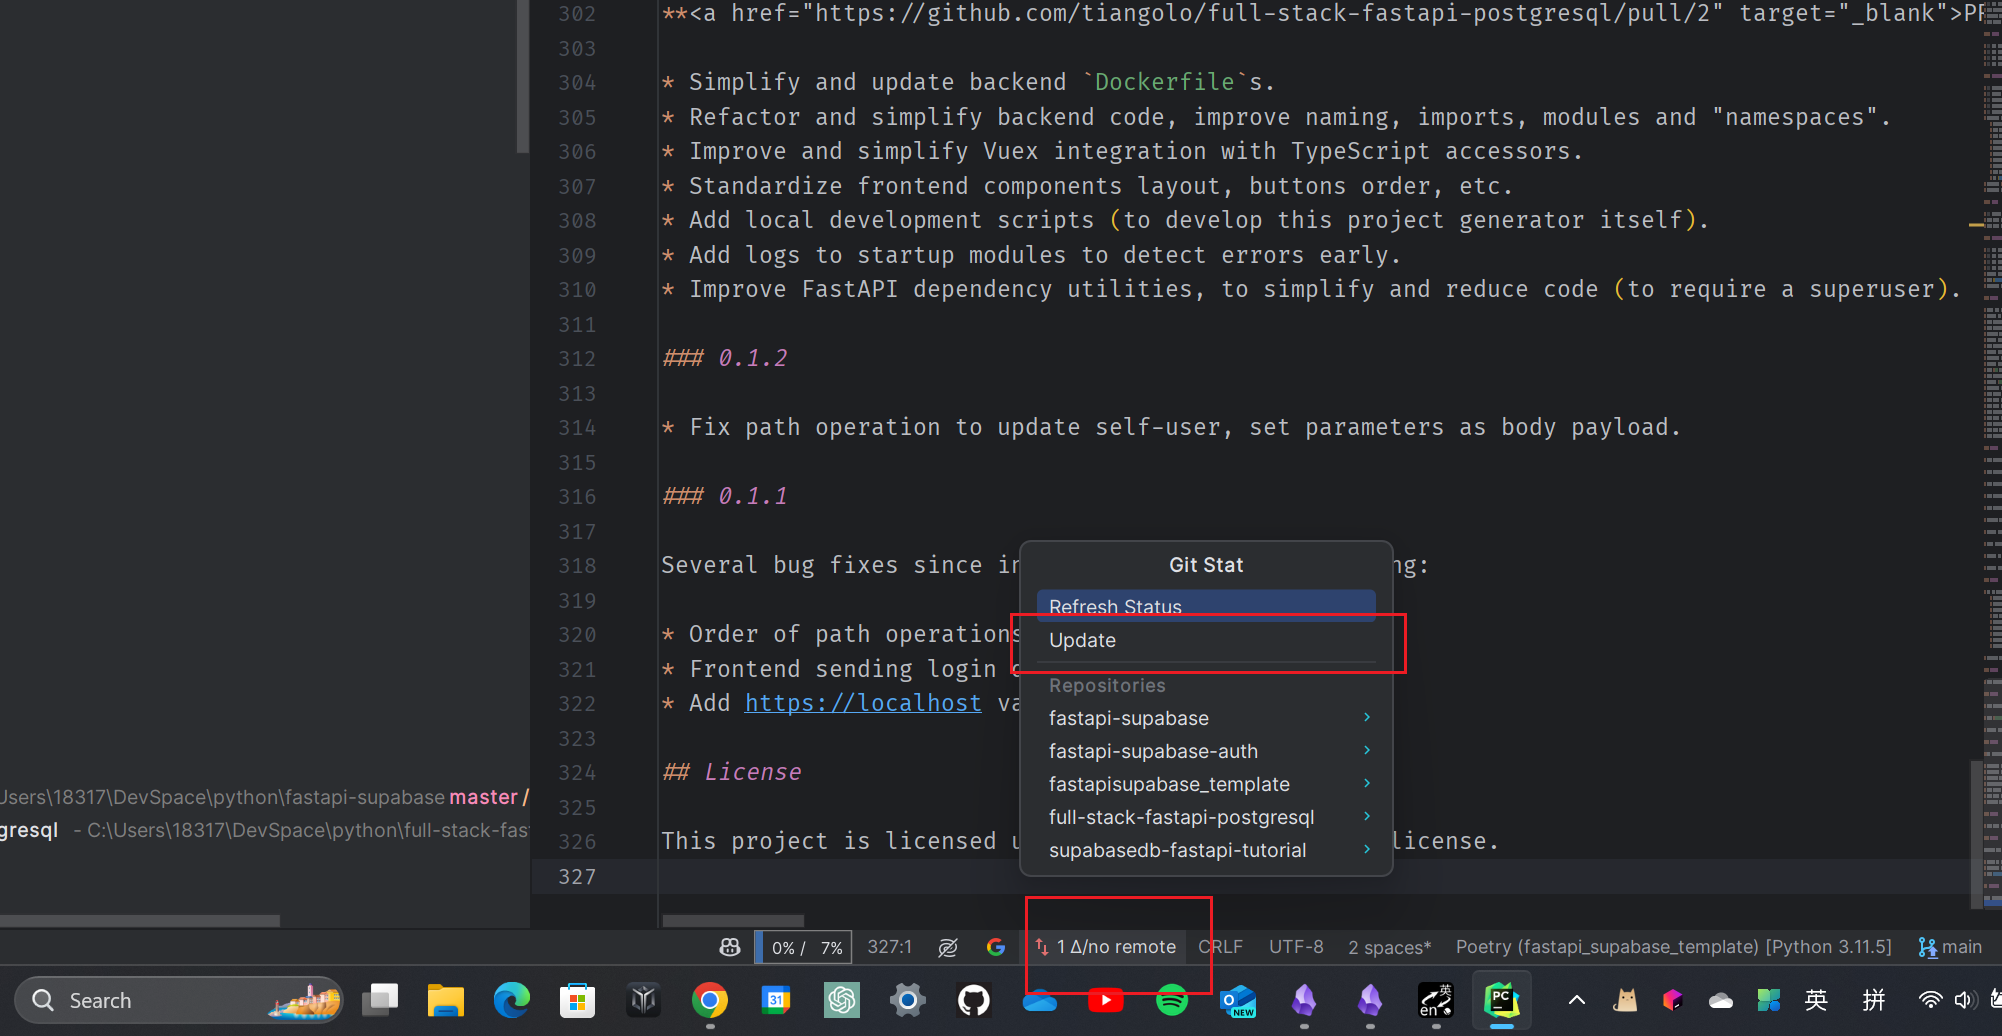 302 **<a href="https://github.com/tiangolo/full-stack-fastapi-postgresql/pull/2" target="_blank">PR
303
304 * Simplify and update backend `Dockerfile`s.
305 * Refactor and simplify backend code, improve naming, imports, modules and "namespaces".
306 * Improve and simplify Vuex integration with TypeScript accessors.
307 * Standardize frontend components layout, buttons order, etc.
308 * Add local development scripts (to develop this project generator itself).
309 * Add logs to startup modules to detect errors early.
310 * Improve FastAPI dependency utilities, to simplify and reduce code (to require a superuser).
311
312 ### 0.1.2
313
314 * Fix path operation to update self-user, set parameters as body payload.
315
316 ### 0.1.1
317
318 Several bug fixes since in ng:
319
320 * Order of path operations
321 * Frontend sending login
322 * Add https://localhost va
323
324 ## License
325
326 This project is licensed u license.
327
Git Stat
Refresh Status
Update
Repositories
fastapi-supabase
fastapi-supabase-auth
fastapisupabase_template
full-stack-fastapi-postgresql
supabasedb-fastapi-tutorial
Users\18317\DevSpace\python\fastapi-supabase master /
gresql - C:\Users\18317\DevSpace\python\full-stack-fas
0% / 7% 327:1 1 Δ/no remote CRLF UTF-8 2 spaces* Poetry (fastapi_supabase_template) [Python 3.11.5] main
Search 31 NEW 英 en PC 英 拼